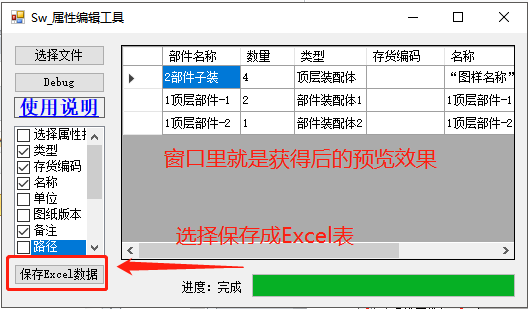 Sw_属性编辑工具
选择文件
Debug
使用说明
选择属性扌
类型
存货编码
名称
单位
图纸版本
备注
路径
保存Excel数据
部件名称 数量 类型 存货编码 名称
2部件子装 4 顶层装配体 “图样名称”
1顶层部件-1 2 部件装配体1 1顶层部件-1
1顶层部件-2 1 部件装配体2 1顶层部件-2
窗口里就是获得后的预览效果
选择保存成Excel表
进度：完成